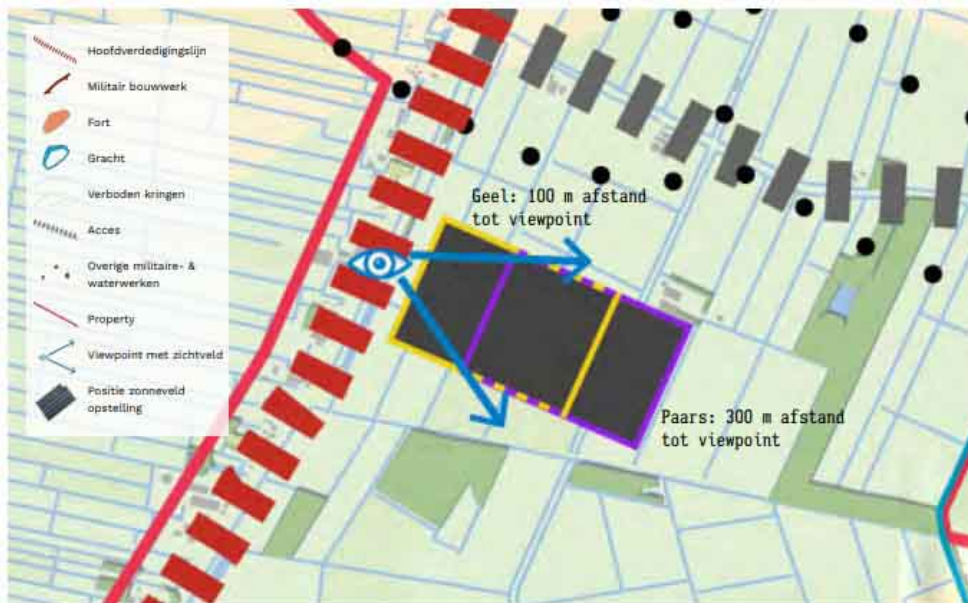 Hoofdverdedigingslijn
Militair bouwwerk
Fort
Gracht
Verboden kringen
Acces
Overige militaire- &
waterwerken
Property
Viewpoint met zichtveld
Positie zonneveld
opstelling
Geel: 100 m afstand
tot viewpoint
Paars: 300 m afstand
tot viewpoint